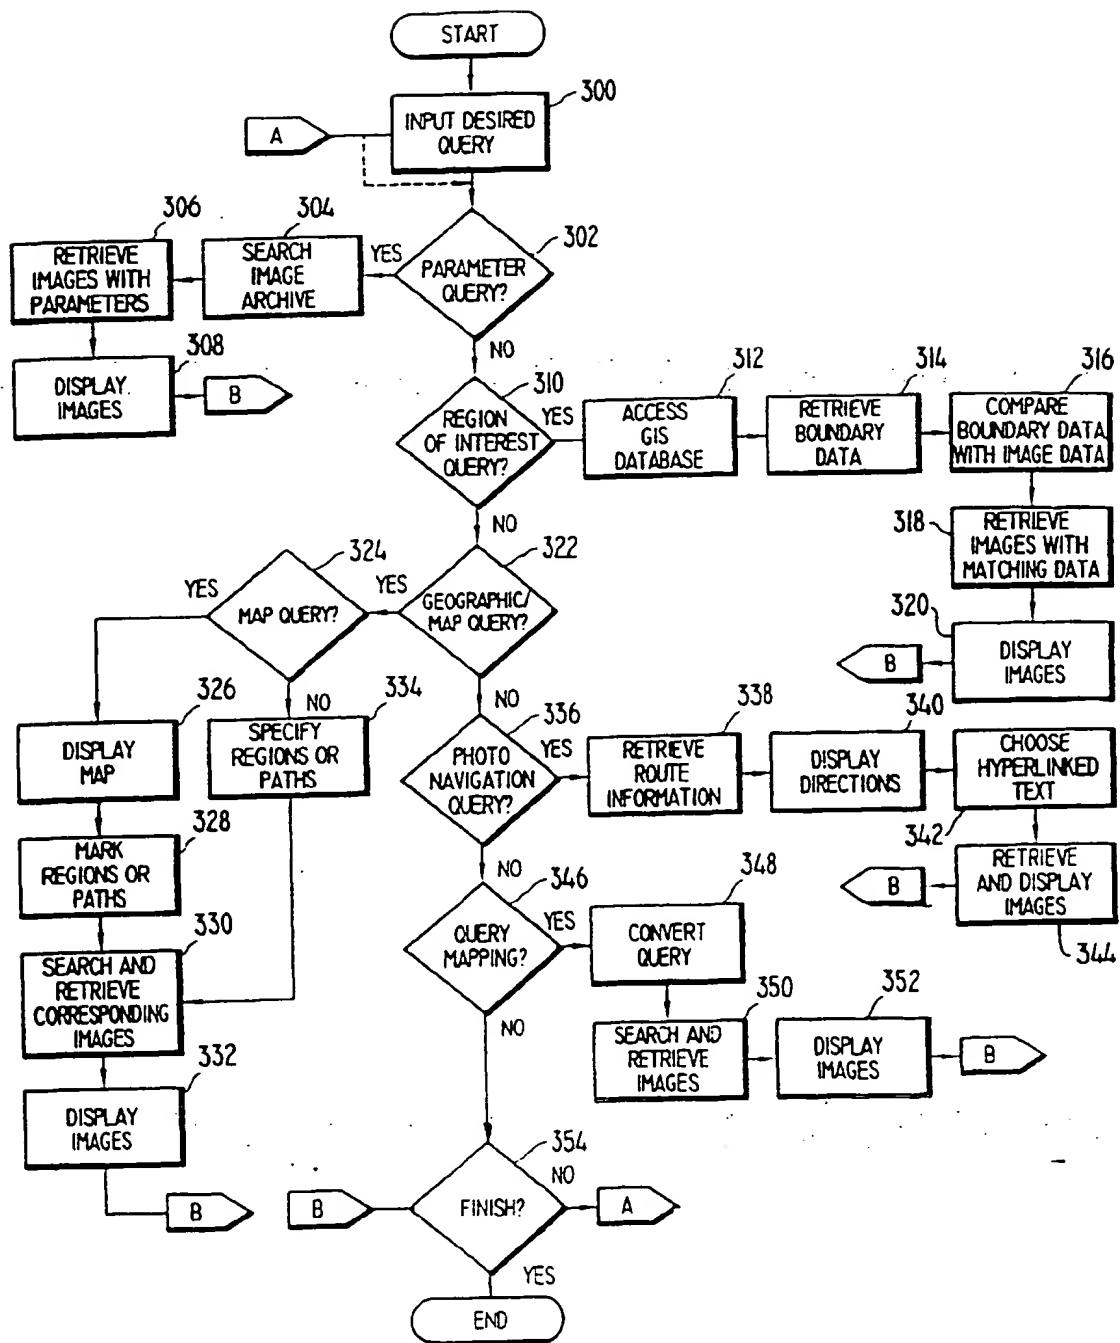 START
300
A
INPUT DESIRED
QUERY
306
304
302
RETRIEVE
IMAGES WITH
PARAMETERS
SEARCH
IMAGE
ARCHIVE
YES
PARAMETER
QUERY?
308
NO
DISPLAY
IMAGES
B
310
312
314
316
REGION
OF INTEREST
QUERY?
YES
ACCESS
GIS
DATABASE
RETRIEVE
BOUNDARY
DATA
COMPARE
BOUNDARY DATA
WITH IMAGE DATA
NO
318
RETRIEVE
IMAGES WITH
MATCHING DATA
324
322
YES
MAP QUERY?
YES
GEOGRAPHIC/
MAP QUERY?
320
B
DISPLAY
IMAGES
NO
NO
326
334
336
338
340
DISPLAY
MAP
SPECIFY
REGIONS OR
PATHS
PHOTO
NAVIGATION
QUERY?
YES
RETRIEVE
ROUTE
INFORMATION
DISPLAY
DIRECTIONS
CHOOSE
HYPERLINKED
TEXT
342
328
MARK
REGIONS OR
PATHS
NO
346
348
B
RETRIEVE
AND DISPLAY
IMAGES
344
330
SEARCH AND
RETRIEVE
CORRESPONDING
IMAGES
QUERY
MAPPING?
YES
CONVERT
QUERY
NO
350
352
SEARCH AND
RETRIEVE
IMAGES
DISPLAY
IMAGES
B
332
DISPLAY
IMAGES
354
B
B
FINISH?
NO
A
YES
END